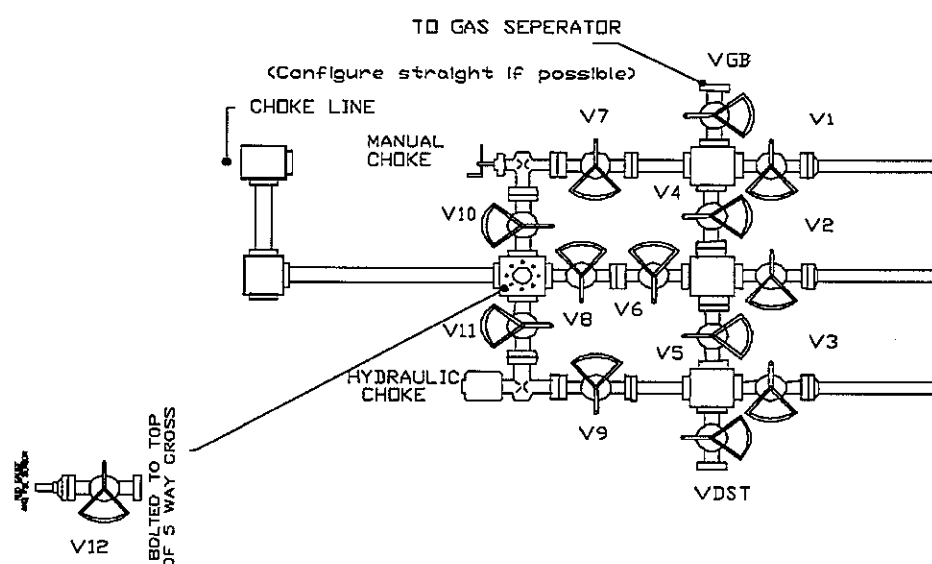 TO GAS SEPERATOR
VGB
(Configure straight if possible)
CHOKE LINE
V7
V1
MANUAL
CHOKE
V4
V10
V2
V8
V6
V11
V5
V3
HYDRAULIC
CHOKE
V9
VDST
BOLTED TO TOP
OF 5 WAY CROSS
V12